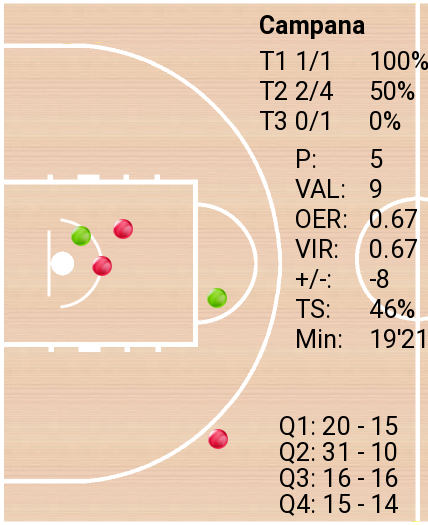 Campana
T1 1/1 100%
T2 2/4 50%
T3 0/1 0%
P: 5
VAL: 9
OER: 0.67
VIR: 0.67
+/-: -8
TS: 46%
Min: 19'21
Q1: 20 - 15
Q2: 31 - 10
Q3: 16 - 16
Q4: 15 - 14